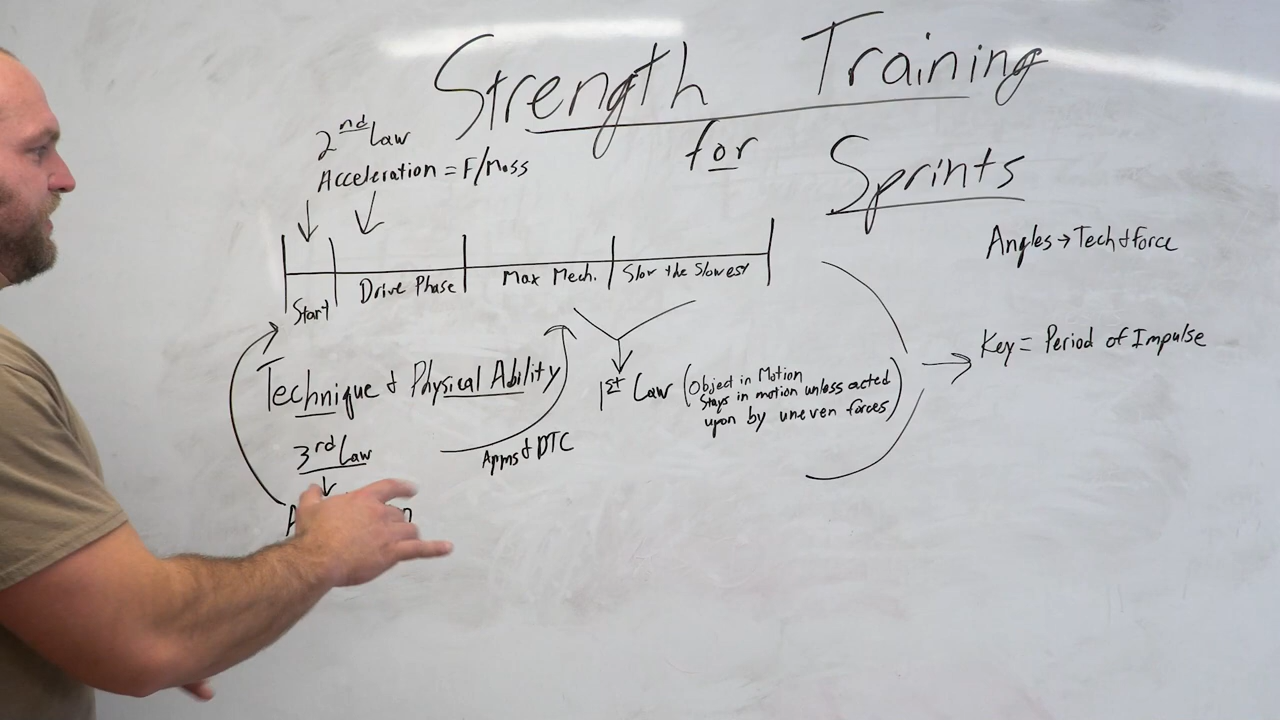 Strength Training
for
Sprints
2nd Law
Acceleration = F/Mass
Start
Drive Phase
Max Mech.
Slow the Slowest
Angles → Tech & force
Technique & Physical Ability
1st Law (Object in Motion
stays in motion unless acted
upon by uneven forces)
Key = Period of Impulse
3rd Law
Arms & DTC